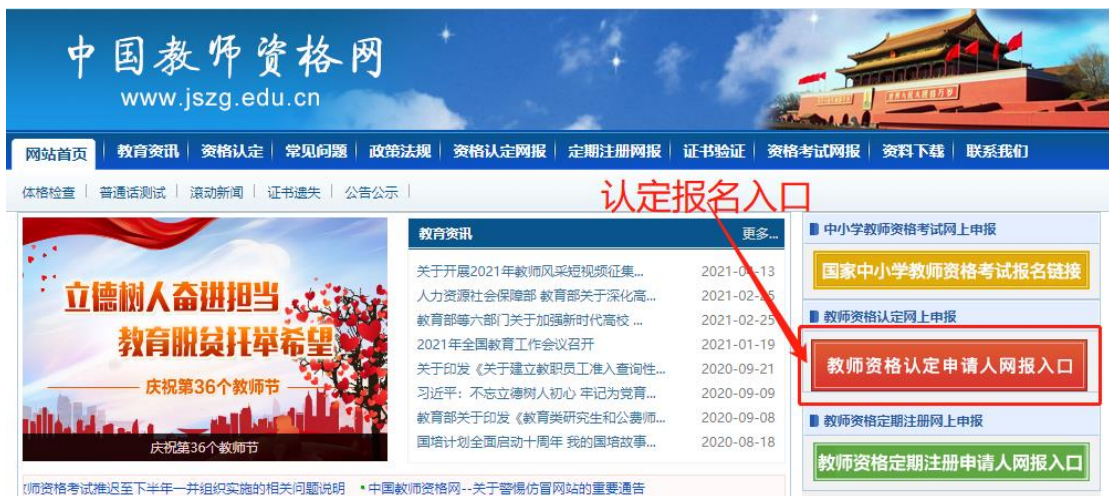 中国教师资格网
www.jszg.edu.cn
网站首页 教育资讯 资格认定 常见问题 政策法规 资格认定网报 定期注册网报 证书验证 资格考试网报 资料下载 联系我们
体格检查 普通话测试 滚动新闻 证书遗失 公告公示
认定报名入口
立德树人奋进担当
教育脱贫托举希望
庆祝第36个教师节
庆祝第36个教师节
教育资讯 更多...
关于开展2021年教师风采短视频征集... 2021-04-13
人力资源社会保障部 教育部关于深化高... 2021-02-25
教育部等六部门关于加强新时代高校 ... 2021-02-25
2021年全国教育工作会议召开 2021-01-19
关于印发《关于建立教职员工准入查询性... 2020-09-21
习近平：不忘立德树人初心 牢记为党育... 2020-09-09
教育部关于印发《教育类研究生和公费师... 2020-09-08
国培计划全面启动十周年 我的国培故事... 2020-08-18
中小学教师资格考试网上申报
国家中小学教师资格考试报名链接
教师资格认定网上申报
教师资格认定申请人网报入口
教师资格定期注册网上申报
教师资格定期注册申请人网报入口
师资格考试推迟至下半年一并组织实施的相关问题说明 •中国教师资格网--关于警惕仿冒网站的重要通告